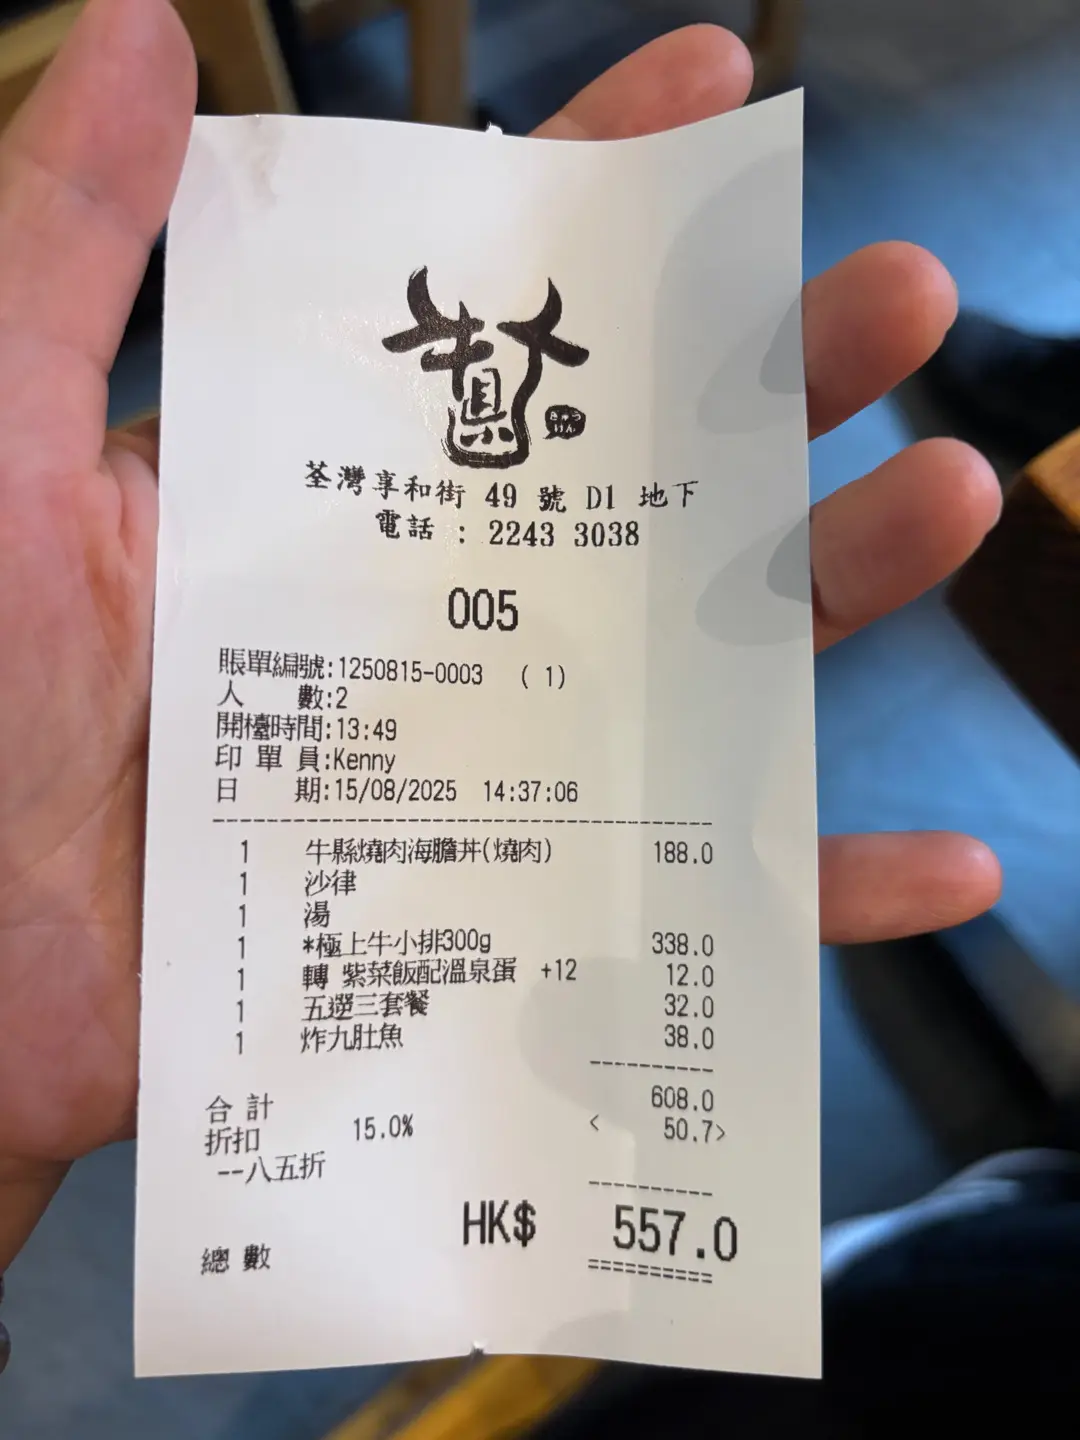 牛県
ぎゅう
けん
荃灣享和街 49 號 D1 地下
電話 : 2243 3038
005
賬單編號:1250815-0003 ( 1)
人 數:2
開檯時間:13:49
印 單 員:Kenny
日 期:15/08/2025 14:37:06
1 牛縣燒肉海膽丼(燒肉) 188.0
1 沙律
1 湯
1 *極上牛小排300g 338.0
1 轉 紫菜飯配溫泉蛋 +12 12.0
1 五選三套餐 32.0
1 炸九肚魚 38.0
合 計 608.0
折扣 15.0% < 50.7>
--八五折
總 數 HK$ 557.0